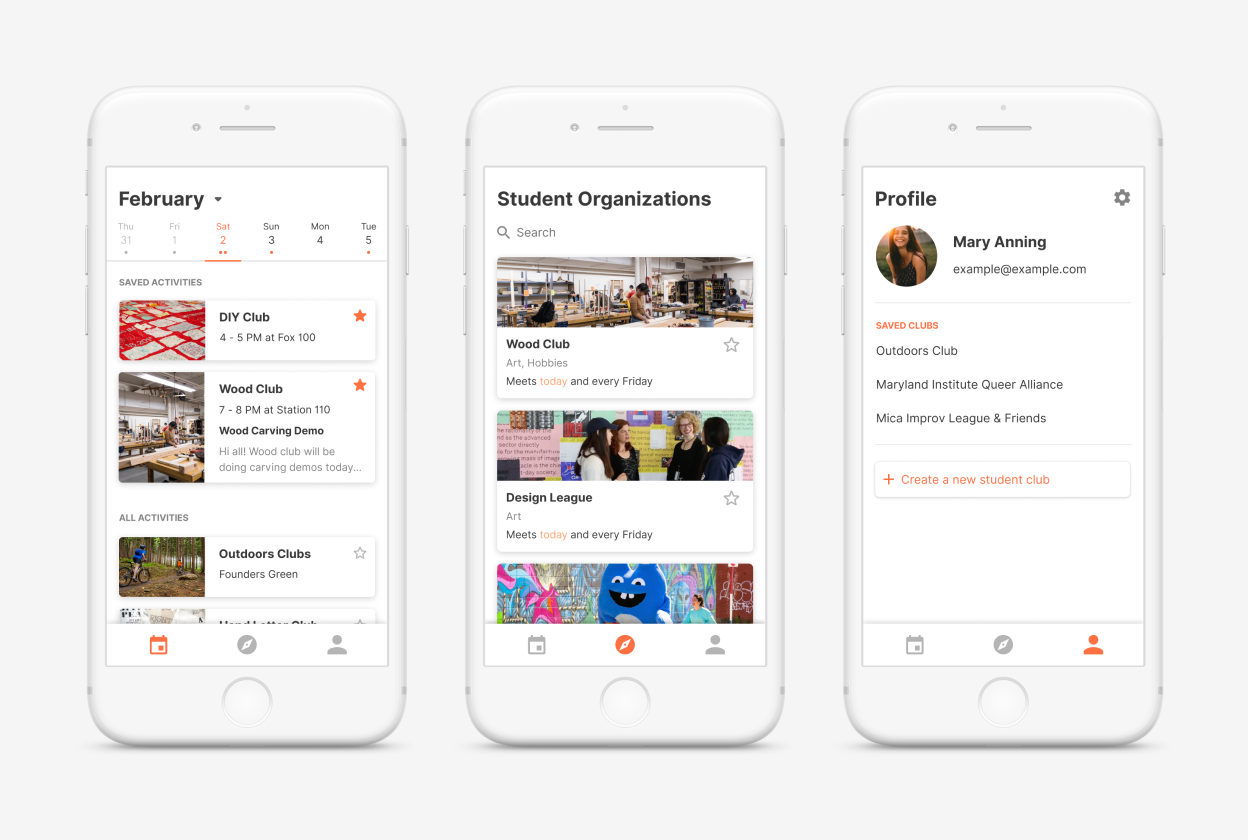 February
Thu Fri Sat Sun Mon Tue
31 1 2 3 4 5
SAVED ACTIVITIES
DIY Club
4 - 5 PM at Fox 100
Wood Club
7 - 8 PM at Station 110
Wood Carving Demo
Hi all! Wood club will be
doing carving demos today...
ALL ACTIVITIES
Outdoors Clubs
Founders Green
Hand Letter Club
Student Organizations
Search
Wood Club
Art, Hobbies
Meets today and every Friday
Design League
Art
Meets today and every Friday
Profile
Mary Anning
example@example.com
SAVED CLUBS
Outdoors Club
Maryland Institute Queer Alliance
Mica Improv League & Friends
Create a new student club